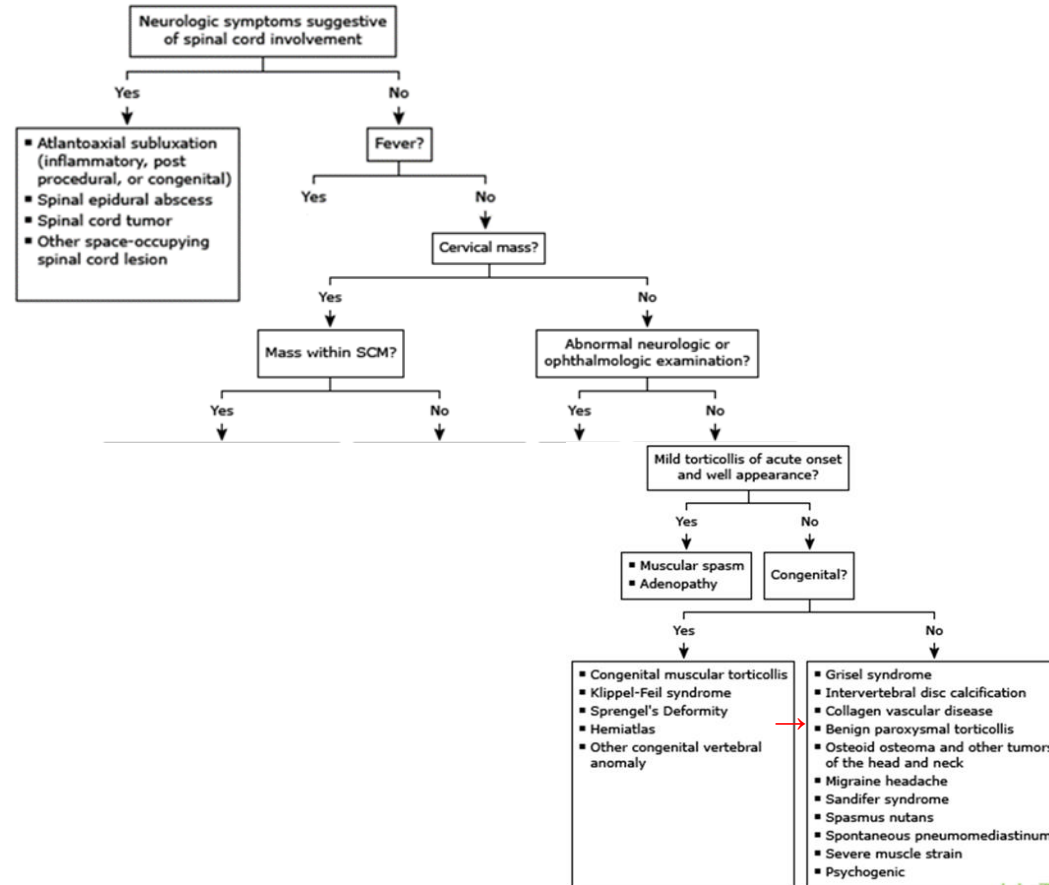 Neurologic symptoms suggestive
of spinal cord involvement
Yes
No
▪ Atlantoaxial subluxation
(inflammatory, post
procedural, or congenital)
▪ Spinal epidural abscess
▪ Spinal cord tumor
▪ Other space-occupying
spinal cord lesion
Fever?
Yes
No
Cervical mass?
Yes
No
Mass within SCM?
Abnormal neurologic or
ophthalmologic examination?
Yes
No
Yes
No
Mild torticollis of acute onset
and well appearance?
Yes
No
▪ Muscular spasm
▪ Adenopathy
Congenital?
Yes
No
▪ Congenital muscular torticollis
▪ Klippel-Feil syndrome
▪ Sprengel's Deformity
▪ Hemiatlas
▪ Other congenital vertebral
anomaly
▪ Grisel syndrome
▪ Intervertebral disc calcification
▪ Collagen vascular disease
▪ Benign paroxysmal torticollis
▪ Osteoid osteoma and other tumors
of the head and neck
▪ Migraine headache
▪ Sandifer syndrome
▪ Spasmus nutans
▪ Spontaneous pneumomediastinum
▪ Severe muscle strain
▪ Psychogenic